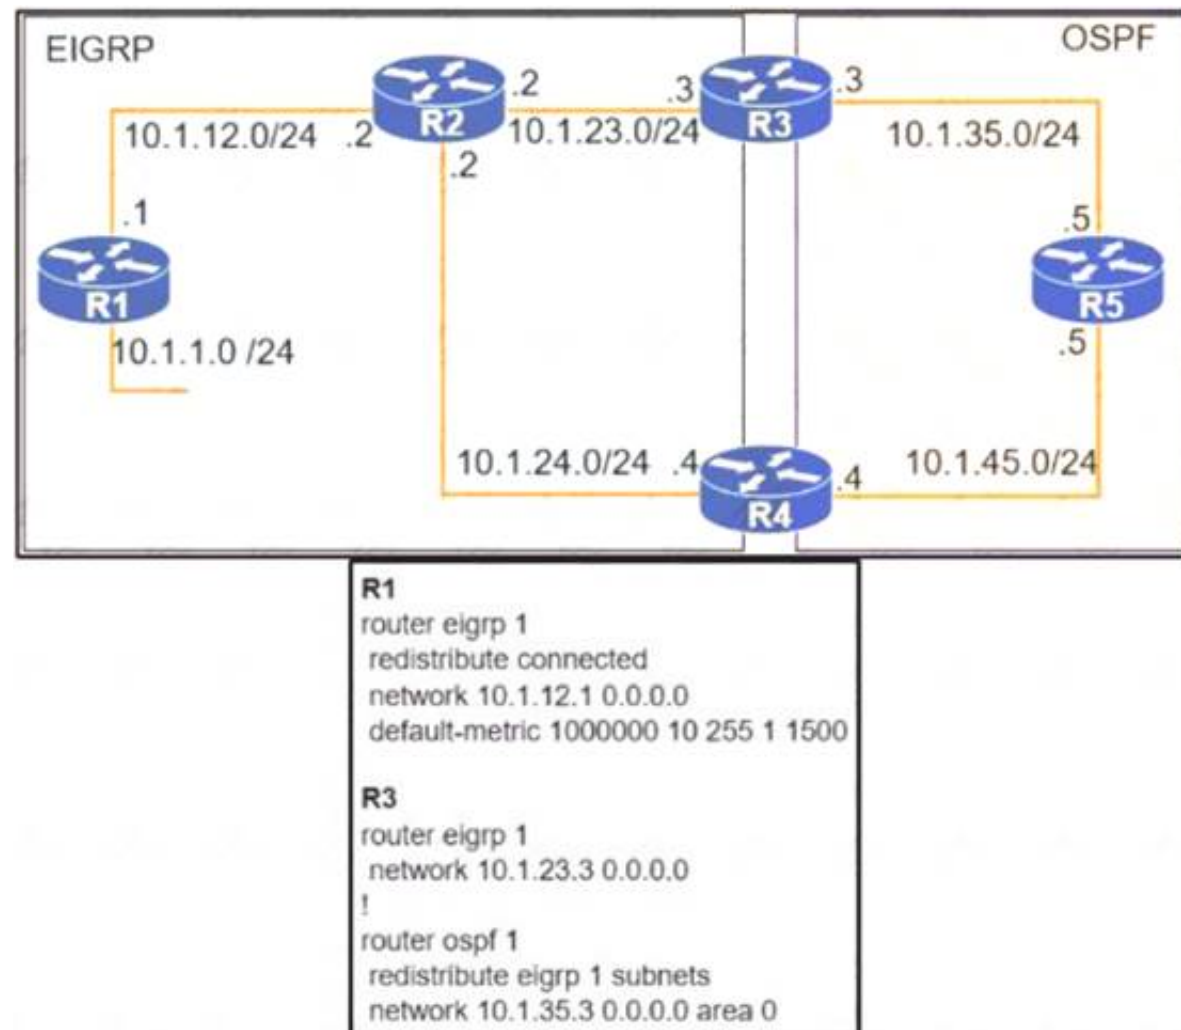 EIGRP
OSPF
.2
.3
.3
R2
R3
10.1.12.0/24
.2
10.1.23.0/24
10.1.35.0/24
.2
.1
.5
R1
R5
10.1.1.0 /24
.5
10.1.24.0/24
.4
10.1.45.0/24
.4
R4
R1
router eigrp 1
redistribute connected
network 10.1.12.1 0.0.0.0
default-metric 1000000 10 255 1 1500
R3
router eigrp 1
network 10.1.23.3 0.0.0.0
!
router ospf 1
redistribute eigrp 1 subnets
network 10.1.35.3 0.0.0.0 area 0